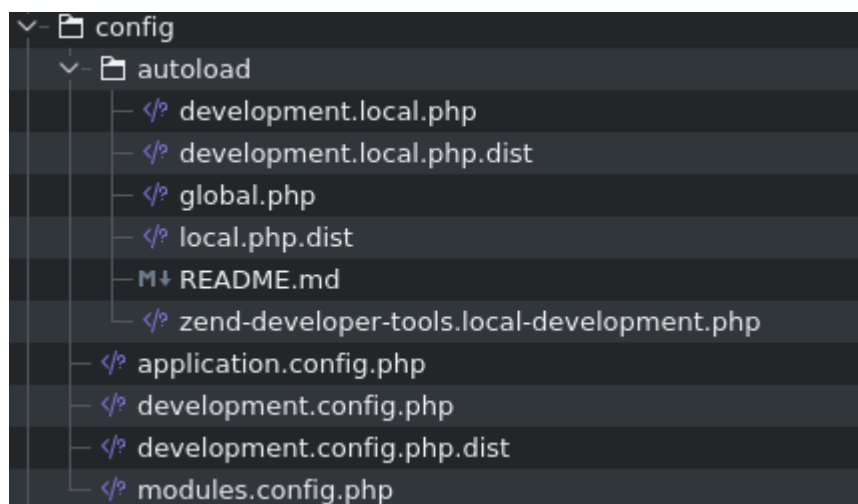 config
autoload
development.local.php
development.local.php.dist
global.php
local.php.dist
M↓ README.md
zend-developer-tools.local-development.php
application.config.php
development.config.php
development.config.php.dist
modules.config.php